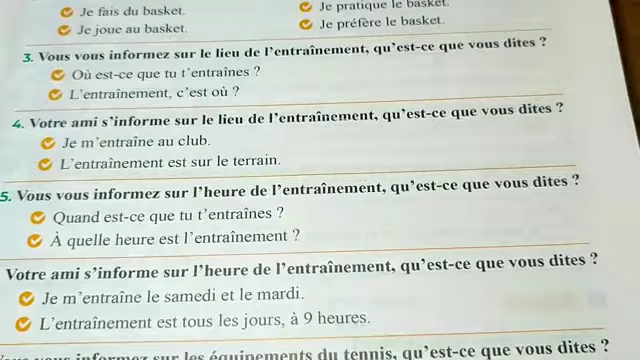 Je fais du basket.
Je pratique le basket.
Je joue au basket.
Je préfère le basket.
3. Vous vous informez sur le lieu de l'entraînement, qu'est-ce que vous dites ?
Où est-ce que tu t'entraînes ?
L'entraînement, c'est où ?
4. Votre ami s'informe sur le lieu de l'entraînement, qu'est-ce que vous dites ?
Je m'entraîne au club.
L'entraînement est sur le terrain.
5. Vous vous informez sur l'heure de l'entraînement, qu'est-ce que vous dites ?
Quand est-ce que tu t'entraînes ?
À quelle heure est l'entraînement ?
Votre ami s'informe sur l'heure de l'entraînement, qu'est-ce que vous dites ?
Je m'entraîne le samedi et le mardi.
L'entraînement est tous les jours, à 9 heures.
vous informez sur les équipements du tennis, qu'est-ce que vous dites ?